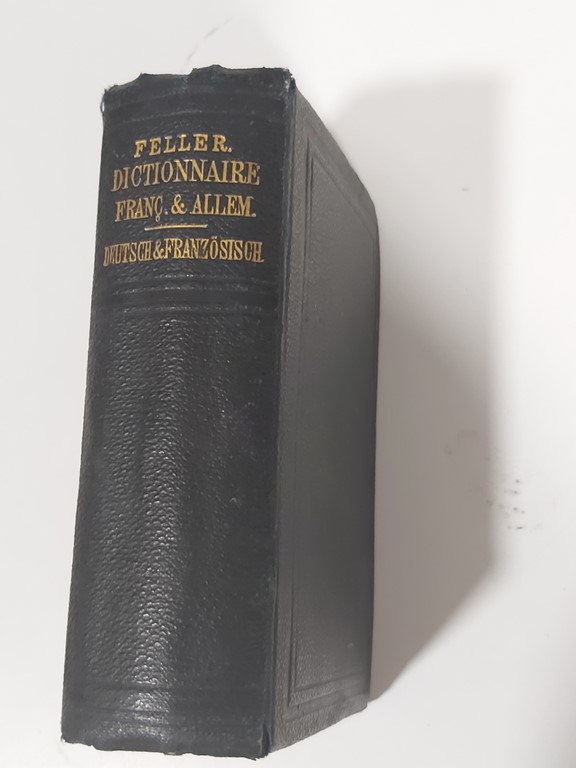 FELLER.
DICTIONNAIRE
FRANÇ. & ALLEM.
DEUTSCH & FRANZÖSISCH.